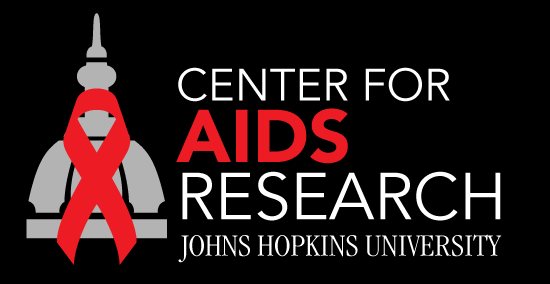 CENTER FOR
AIDS
RESEARCH
JOHNS HOPKINS UNIVERSITY